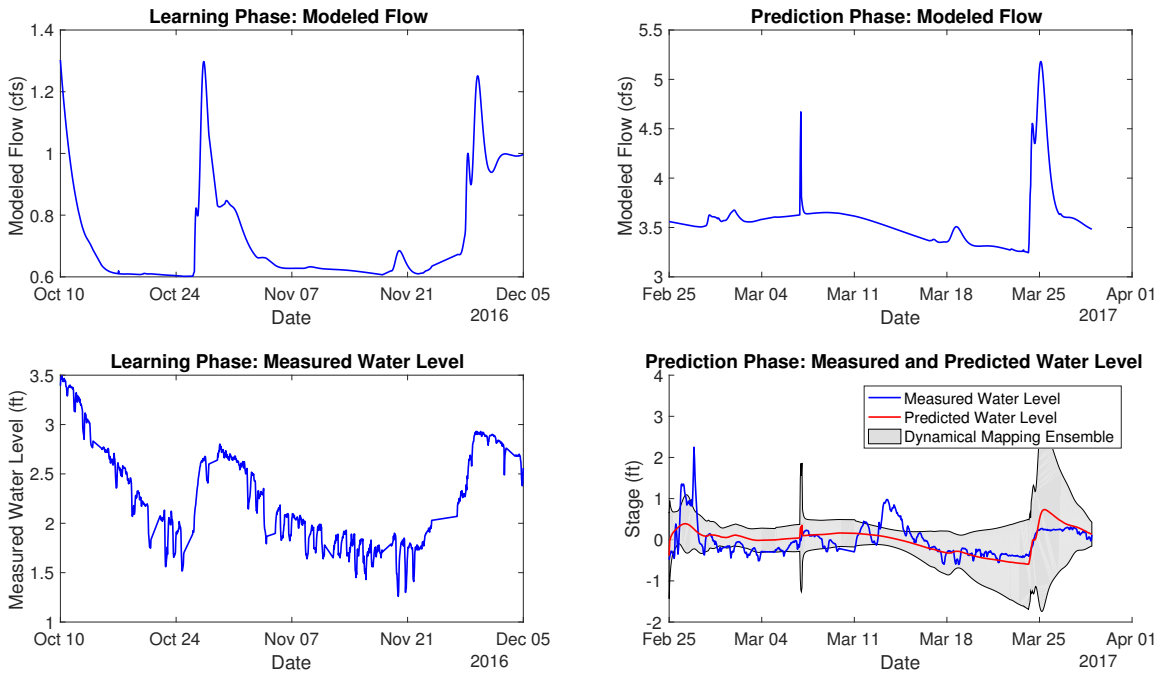 Learning Phase: Modeled Flow
Modeled Flow (cfs)
1.4
1.2
1
0.8
0.6
Oct 10 Oct 24 Nov 07 Nov 21 Dec 05
Date
2016
Prediction Phase: Modeled Flow
Modeled Flow (cfs)
5.5
5
4.5
4
3.5
3
Feb 25 Mar 04 Mar 11 Mar 18 Mar 25 Apr 01
Date
2017
Learning Phase: Measured Water Level
Measured Water Level (ft)
3.5
3
2.5
2
1.5
1
Oct 10 Oct 24 Nov 07 Nov 21 Dec 05
Date
2016
Prediction Phase: Measured and Predicted Water Level
Stage (ft)
4
3
2
1
0
-1
-2
Measured Water Level
Predicted Water Level
Dynamical Mapping Ensemble
Feb 25 Mar 04 Mar 11 Mar 18 Mar 25 Apr 01
Date
2017